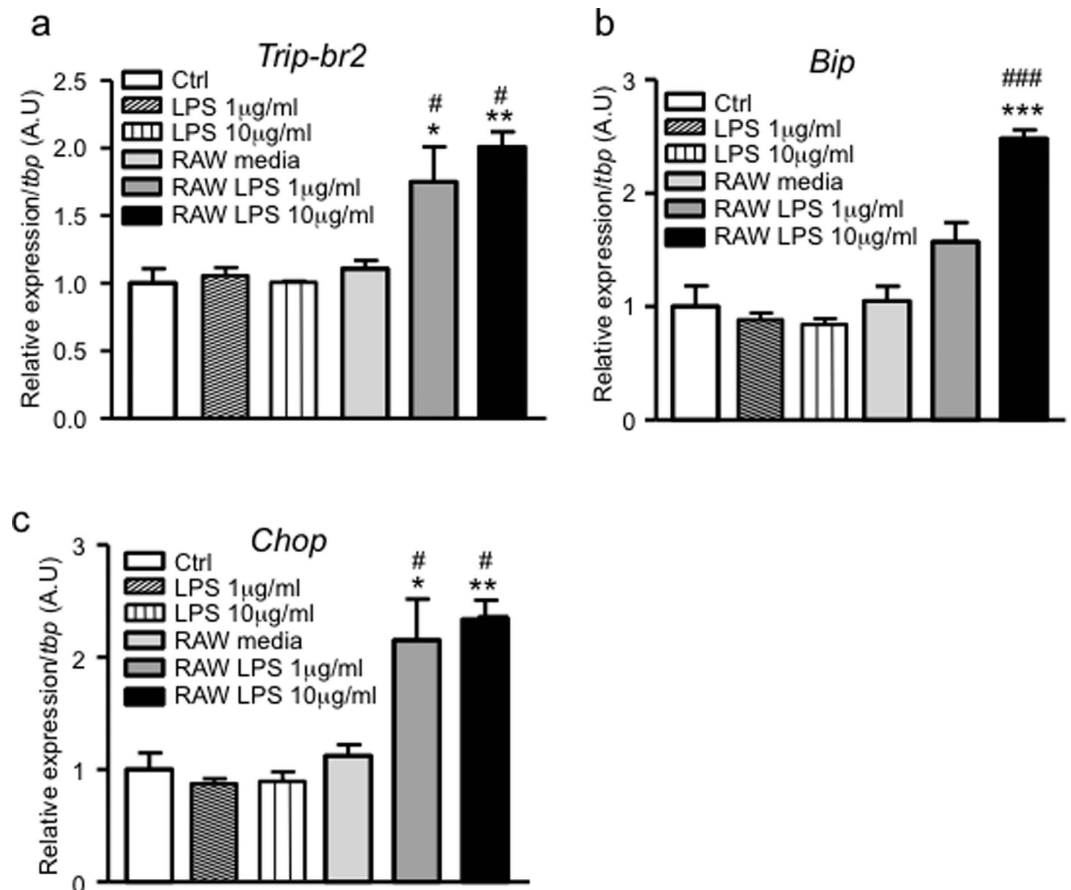 a
Trip-br2
Relative expression/tbp (A.U)
2.5
2.0
1.5
1.0
0.5
0.0
Ctrl
LPS 1μg/ml
LPS 10μg/ml
RAW media
RAW LPS 1μg/ml
RAW LPS 10μg/ml
#
*
#
**
b
Bip
Relative expression/tbp (A.U)
3
2
1
0
Ctrl
LPS 1μg/ml
LPS 10μg/ml
RAW media
RAW LPS 1μg/ml
RAW LPS 10μg/ml
###
***
c
Chop
Relative expression/tbp (A.U)
3
2
1
0
Ctrl
LPS 1μg/ml
LPS 10μg/ml
RAW media
RAW LPS 1μg/ml
RAW LPS 10μg/ml
#
*
#
**